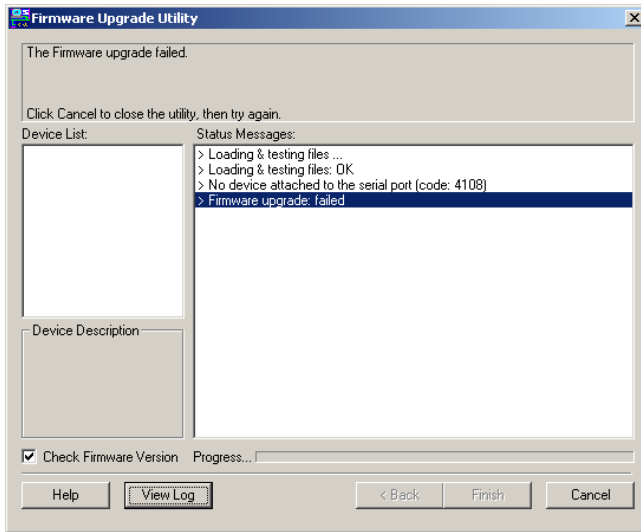 Firmware Upgrade Utility
The Firmware upgrade failed.
Click Cancel to close the utility, then try again.
Device List:
Status Messages:
> Loading & testing files ...
> Loading & testing files: OK
> No device attached to the serial port (code: 4108)
> Firmware upgrade: failed
Device Description
Check Firmware Version
Progress...
Help
View Log
< Back
Finish
Cancel